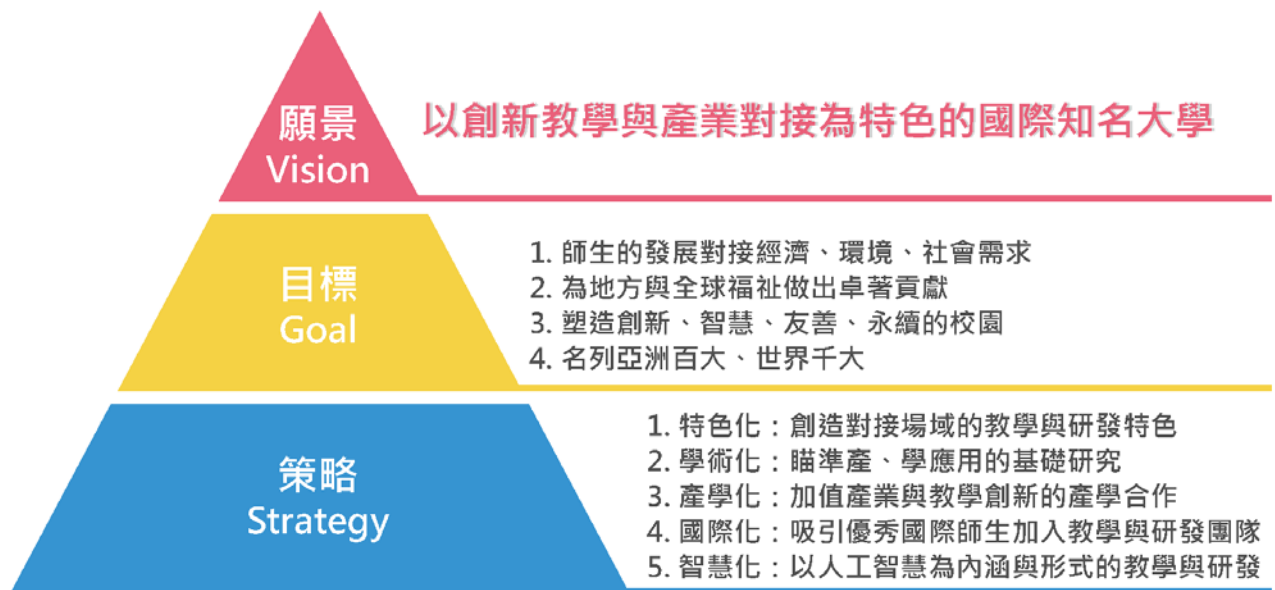 願景
Vision
以創新教學與產業對接為特色的國際知名大學
目標
Goal
1. 師生的發展對接經濟、環境、社會需求
2. 為地方與全球福祉做出卓著貢獻
3. 塑造創新、智慧、友善、永續的校園
4. 名列亞洲百大、世界千大
策略
Strategy
1. 特色化：創造對接場域的教學與研發特色
2. 學術化：瞄準產、學應用的基礎研究
3. 產學化：加值產業與教學創新的產學合作
4. 國際化：吸引優秀國際師生加入教學與研發團隊
5. 智慧化：以人工智慧為內涵與形式的教學與研發